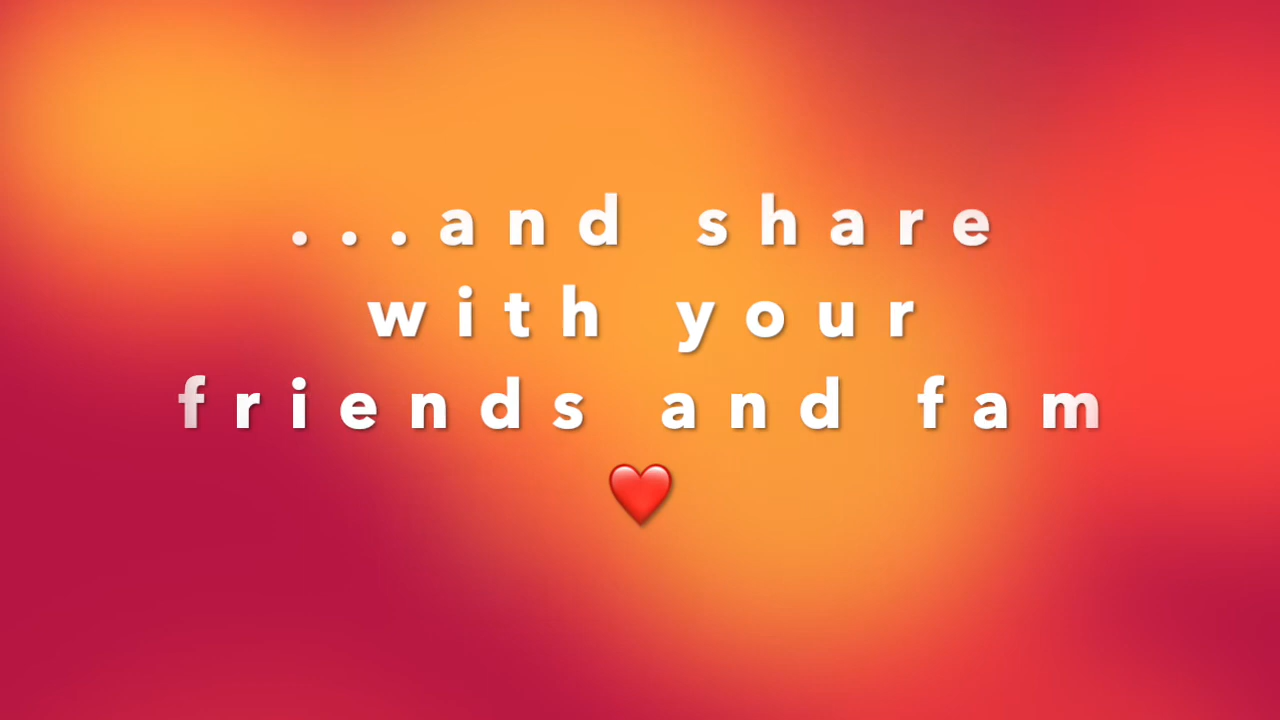 ...and share
with your
friends and fam
❤️